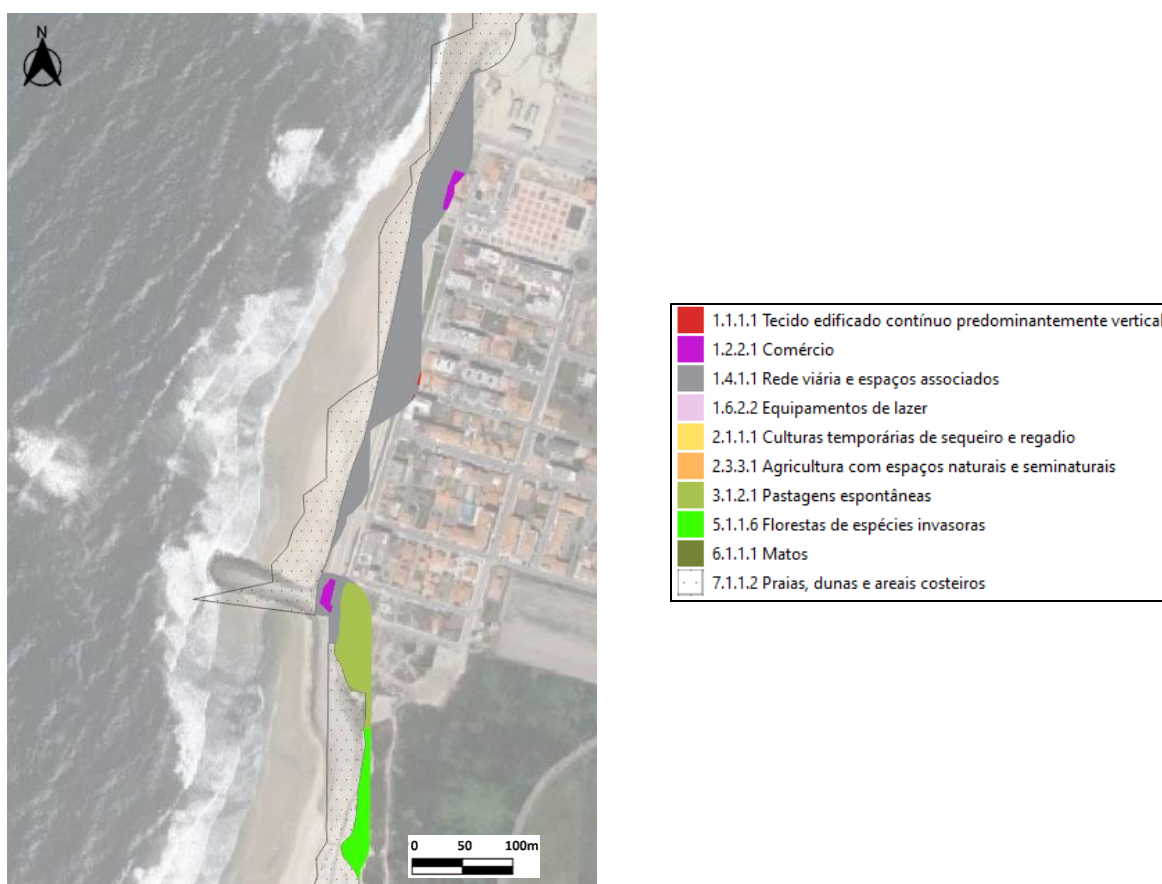 N
1.1.1.1 Tecido edificado contínuo predominantemente vertical
1.2.2.1 Comércio
1.4.1.1 Rede viária e espaços associados
1.6.2.2 Equipamentos de lazer
2.1.1.1 Culturas temporárias de sequeiro e regadio
2.3.3.1 Agricultura com espaços naturais e seminaturais
3.1.2.1 Pastagens espontâneas
5.1.1.6 Florestas de espécies invasoras
6.1.1.1 Matos
7.1.1.2 Praias, dunas e areais costeiros
0 50 100m